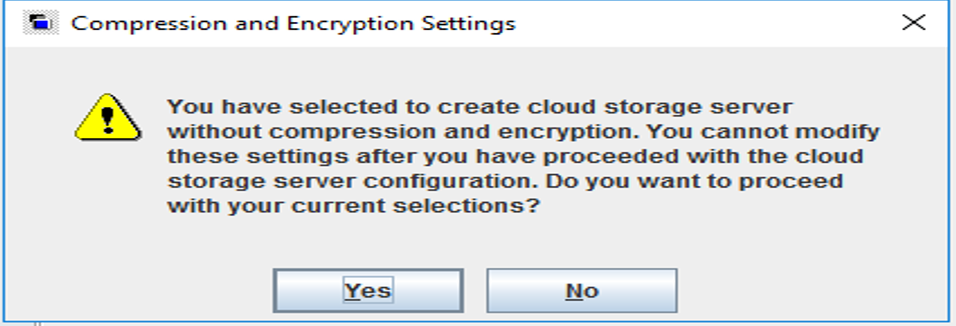 Compression and Encryption Settings
You have selected to create cloud storage server
without compression and encryption. You cannot modify
these settings after you have proceeded with the cloud
storage server configuration. Do you want to proceed
with your current selections?
Yes
No